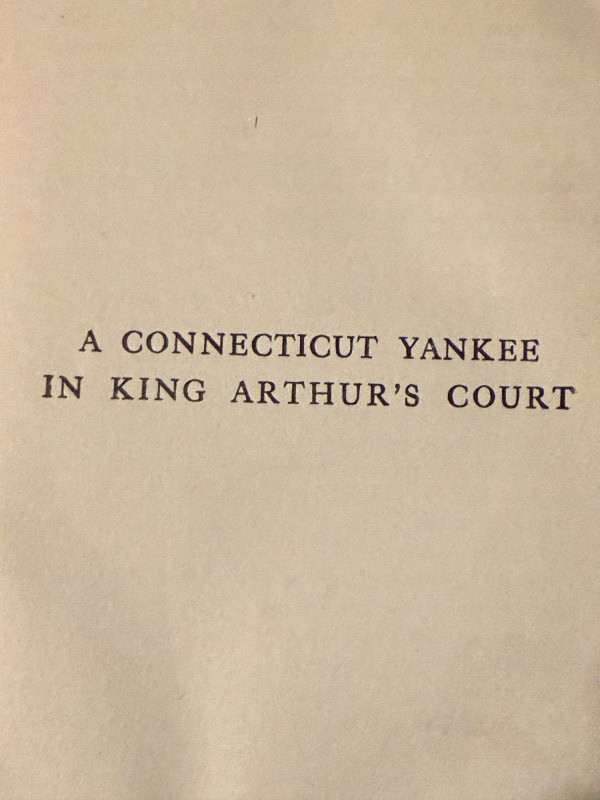 A CONNECTICUT YANKEE
IN KING ARTHUR'S COURT